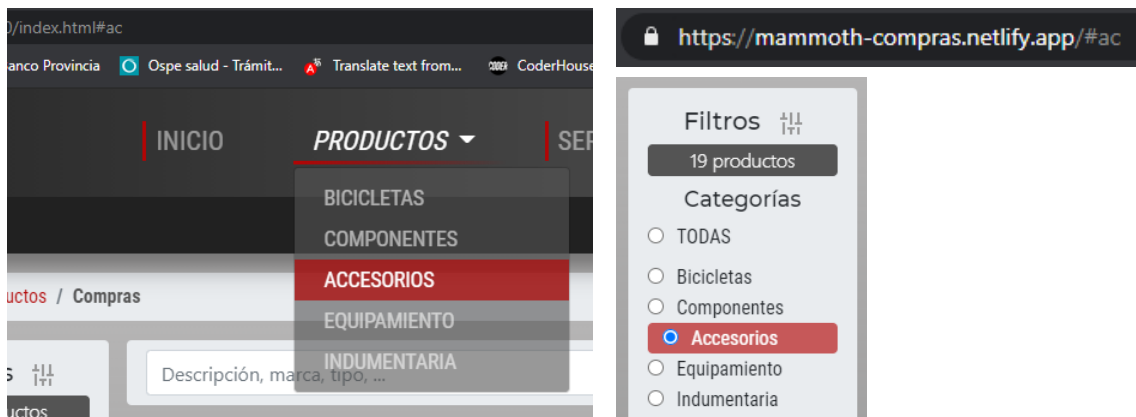 0/index.html#ac
anco Provincia Ospe salud - Trámit... Translate text from... CoderHouse
INICIO PRODUCTOS SER
BICICLETAS
COMPONENTES
ACCESORIOS
EQUIPAMIENTO
INDUMENTARIA
uctos / Compras
s
Descripción, marca, tipo, ...
uctos
https://mammoth-compras.netlify.app/#ac
Filtros
19 productos
Categorías
TODAS
Bicicletas
Componentes
Accesorios
Equipamiento
Indumentaria